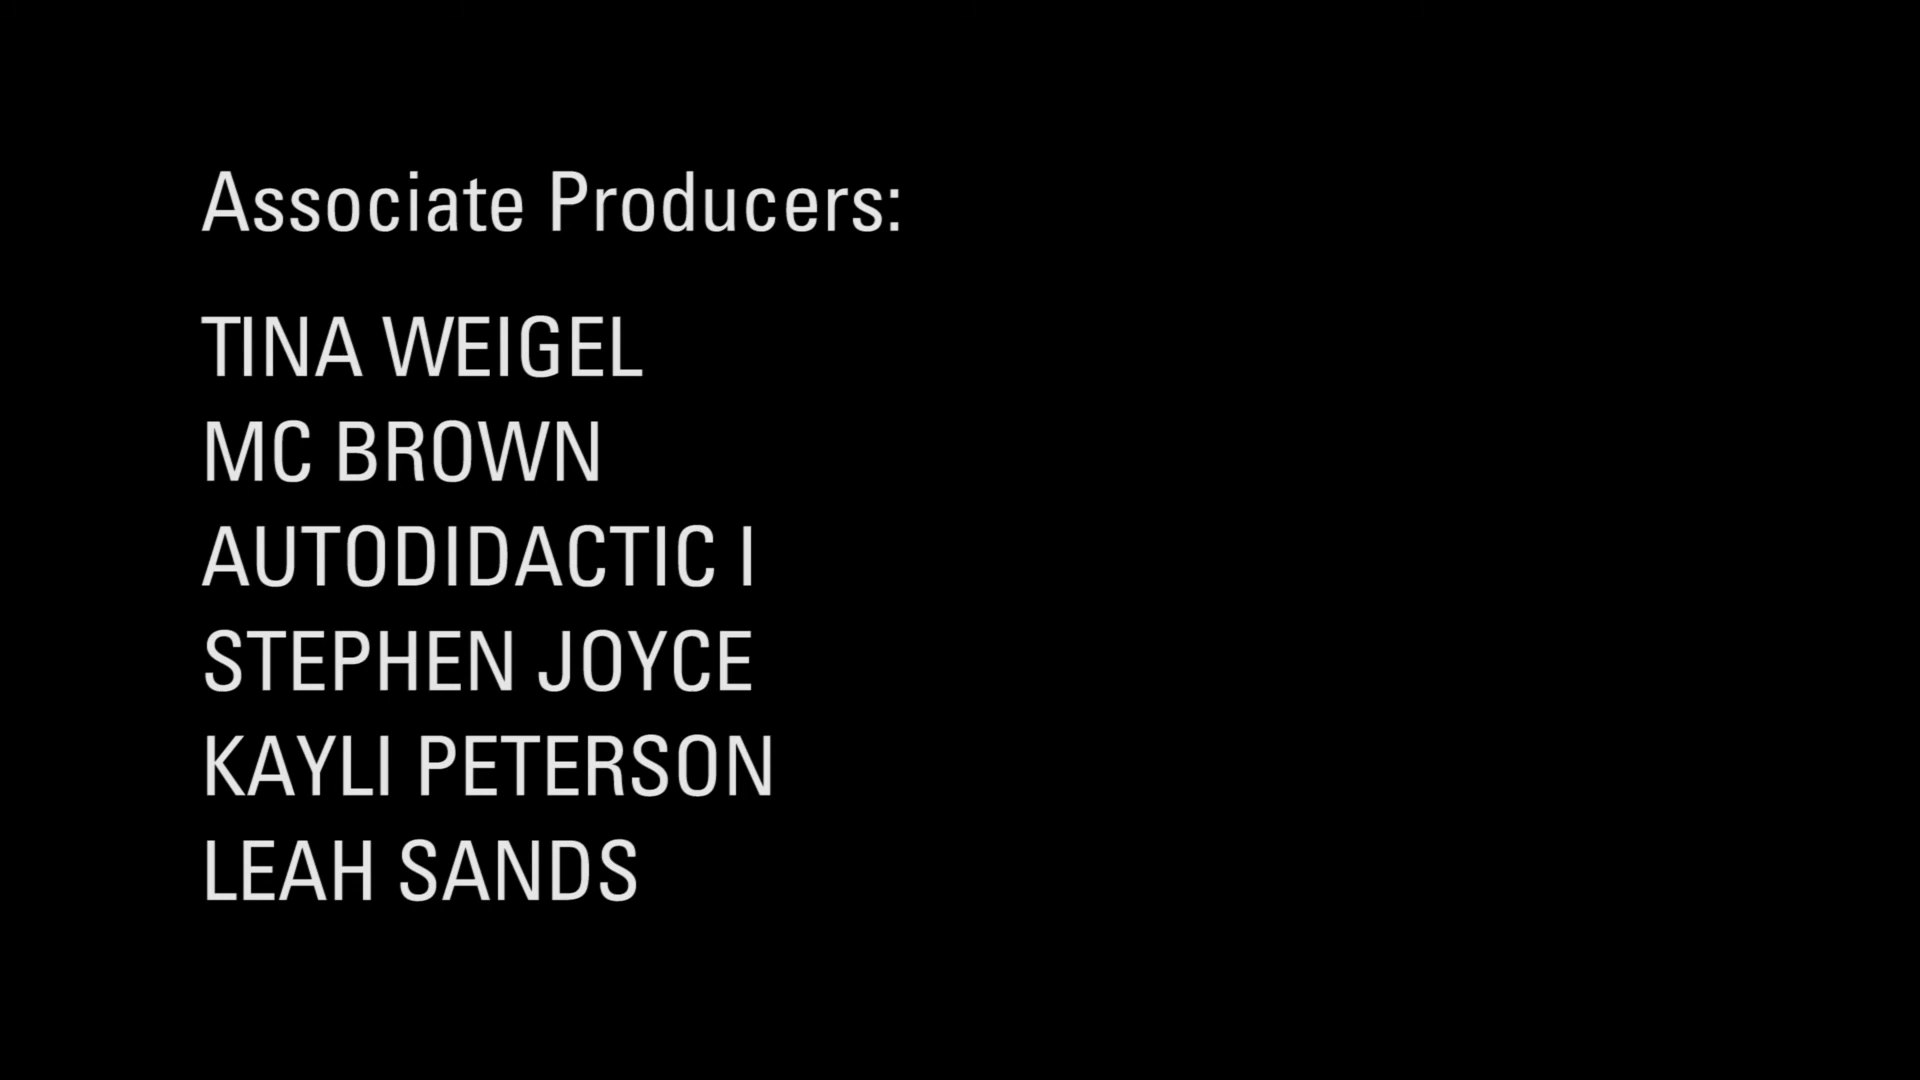 Associate Producers:
TINA WEIGEL
MC BROWN
AUTODIDACTIC I
STEPHEN JOYCE
KAYLI PETERSON
LEAH SANDS